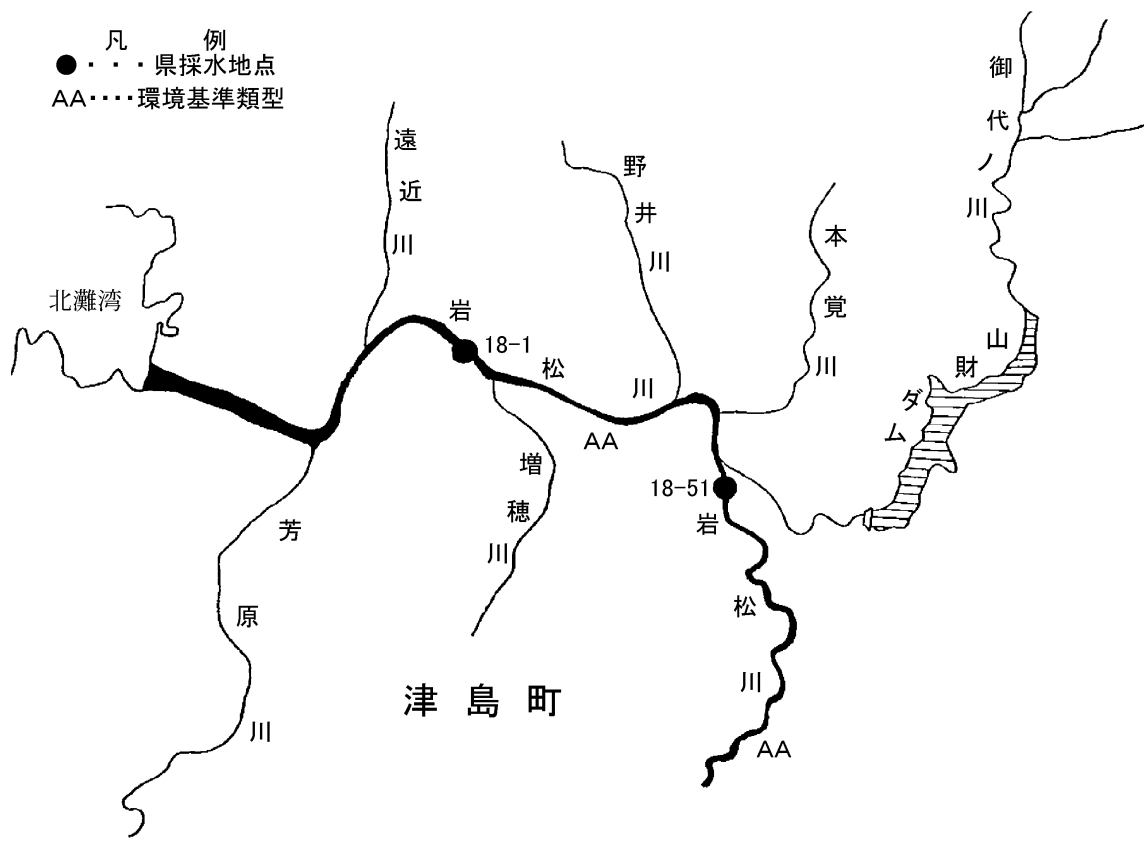 凡 例
●・・・県採水地点
AA‥‥環境基準類型
御代ノ川
遠近川
野井川
本覚川
北灘湾
岩松川
18-1
山財ダム
AA
増穂川
18-51
芳原川
岩松川
津島町
AA